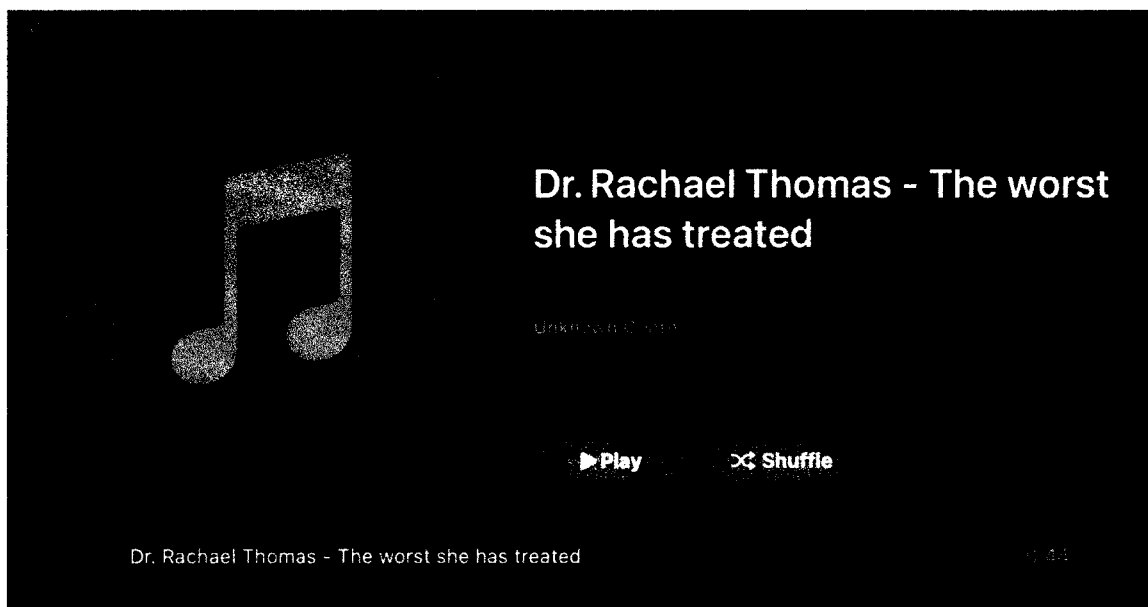 Dr. Rachael Thomas - The worst
she has treated
Play
Shuffle
Dr. Rachael Thomas - The worst she has treated